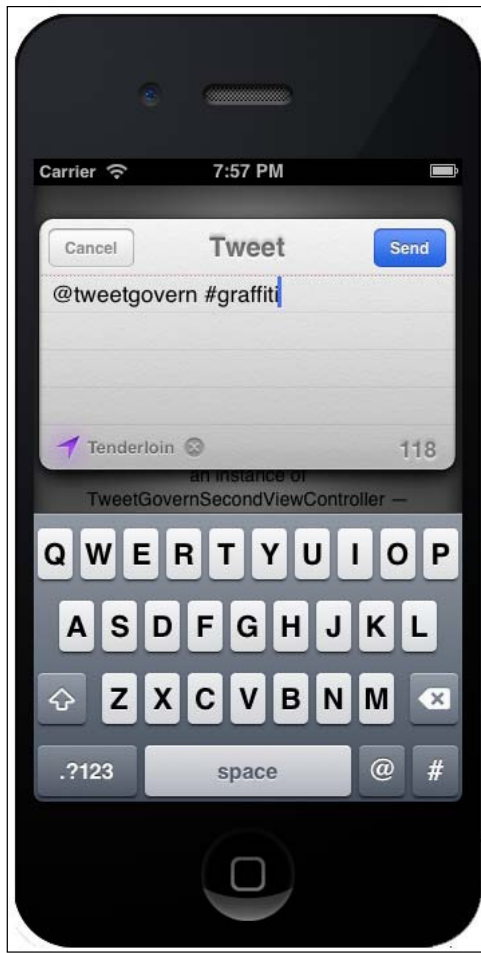 Carrier 7:57 PM
Cancel Tweet Send
@tweetgovern #graffiti
Tenderloin 118
an instance of
TweetGovernSecondViewController —
Q W E R T Y U I O P
A S D F G H J K L
Z X C V B N M
.?123 space @ #